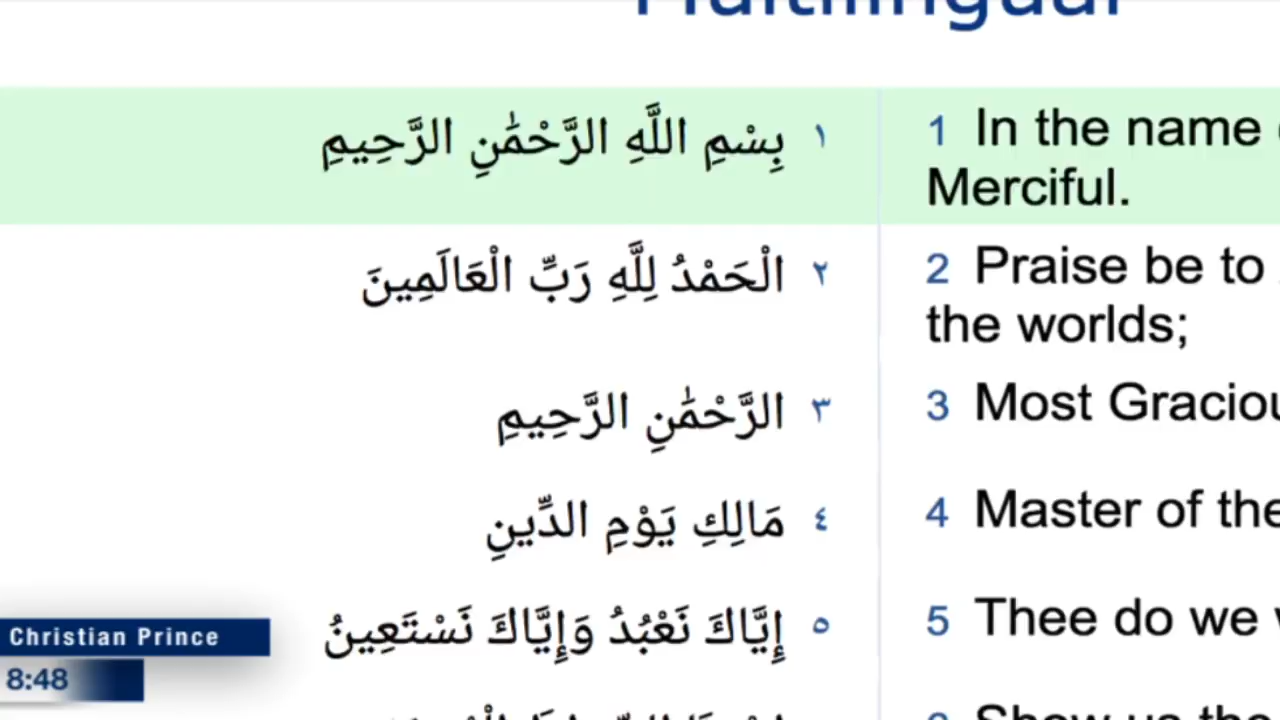 Multilingual
بِسْمِ اللَّهِ الرَّحْمَٰنِ الرَّحِيمِ ١
1 In the name
Merciful.
الْحَمْدُ لِلَّهِ رَبِّ الْعَالَمِينَ ٢
2 Praise be to
the worlds;
الرَّحْمَٰنِ الرَّحِيمِ ٣
3 Most Graciou
مَالِكِ يَوْمِ الدِّينِ ٤
4 Master of the
إِيَّاكَ نَعْبُدُ وَإِيَّاكَ نَسْتَعِينُ ٥
5 Thee do we
Christian Prince
8:48